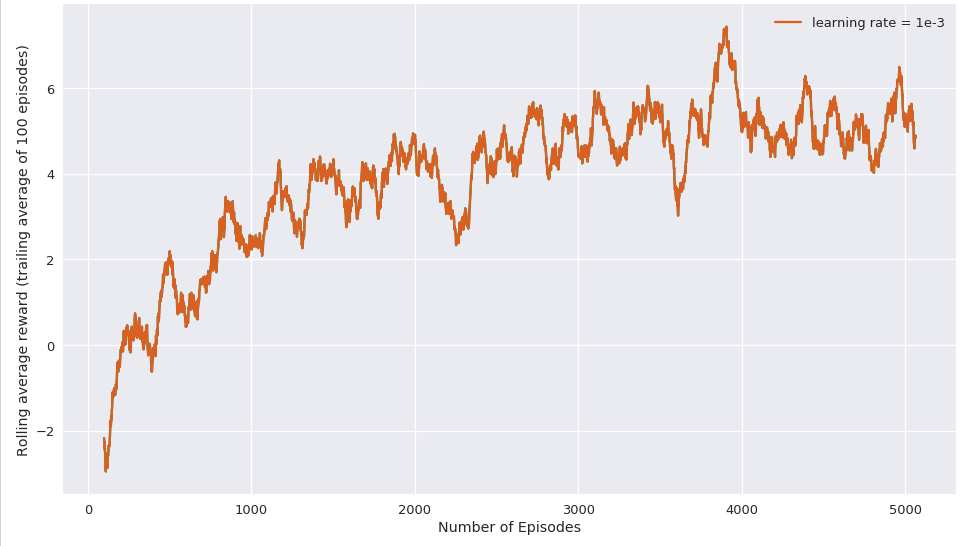 learning rate = 1e-3
Rolling average reward (trailing average of 100 episodes)
6
4
2
0
−2
0 1000 2000 3000 4000 5000
Number of Episodes